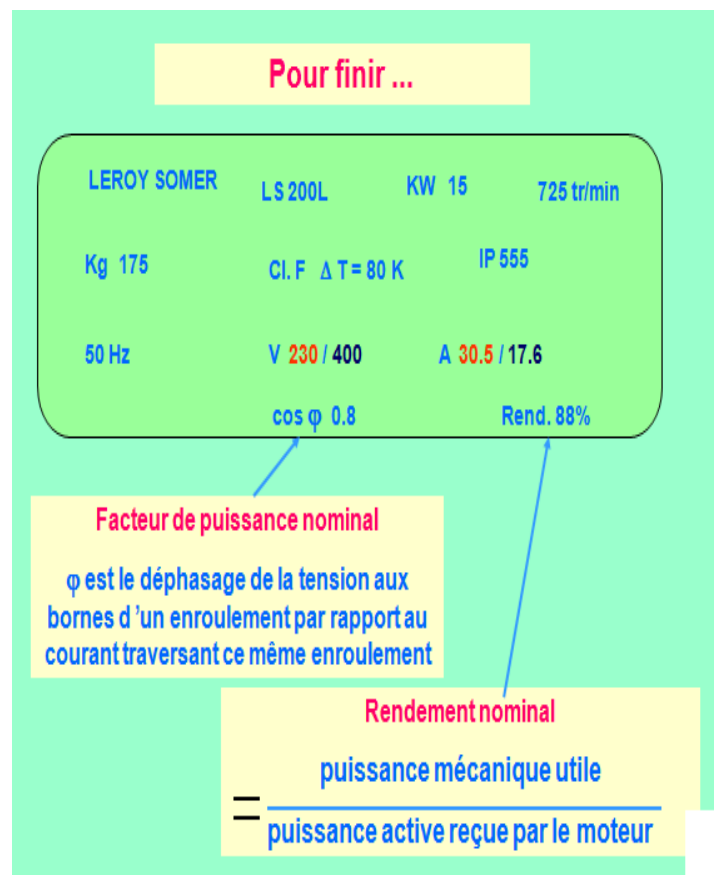 Pour finir ...
LEROY SOMER LS 200L KW 15 725 tr/min
Kg 175 Cl. F Δ T = 80 K IP 555
50 Hz V 230 / 400 A 30.5 / 17.6
cos φ 0.8 Rend. 88%
Facteur de puissance nominal
φ est le déphasage de la tension aux
bornes d ’un enroulement par rapport au
courant traversant ce même enroulement
Rendement nominal
puissance mécanique utile
=
puissance active reçue par le moteur